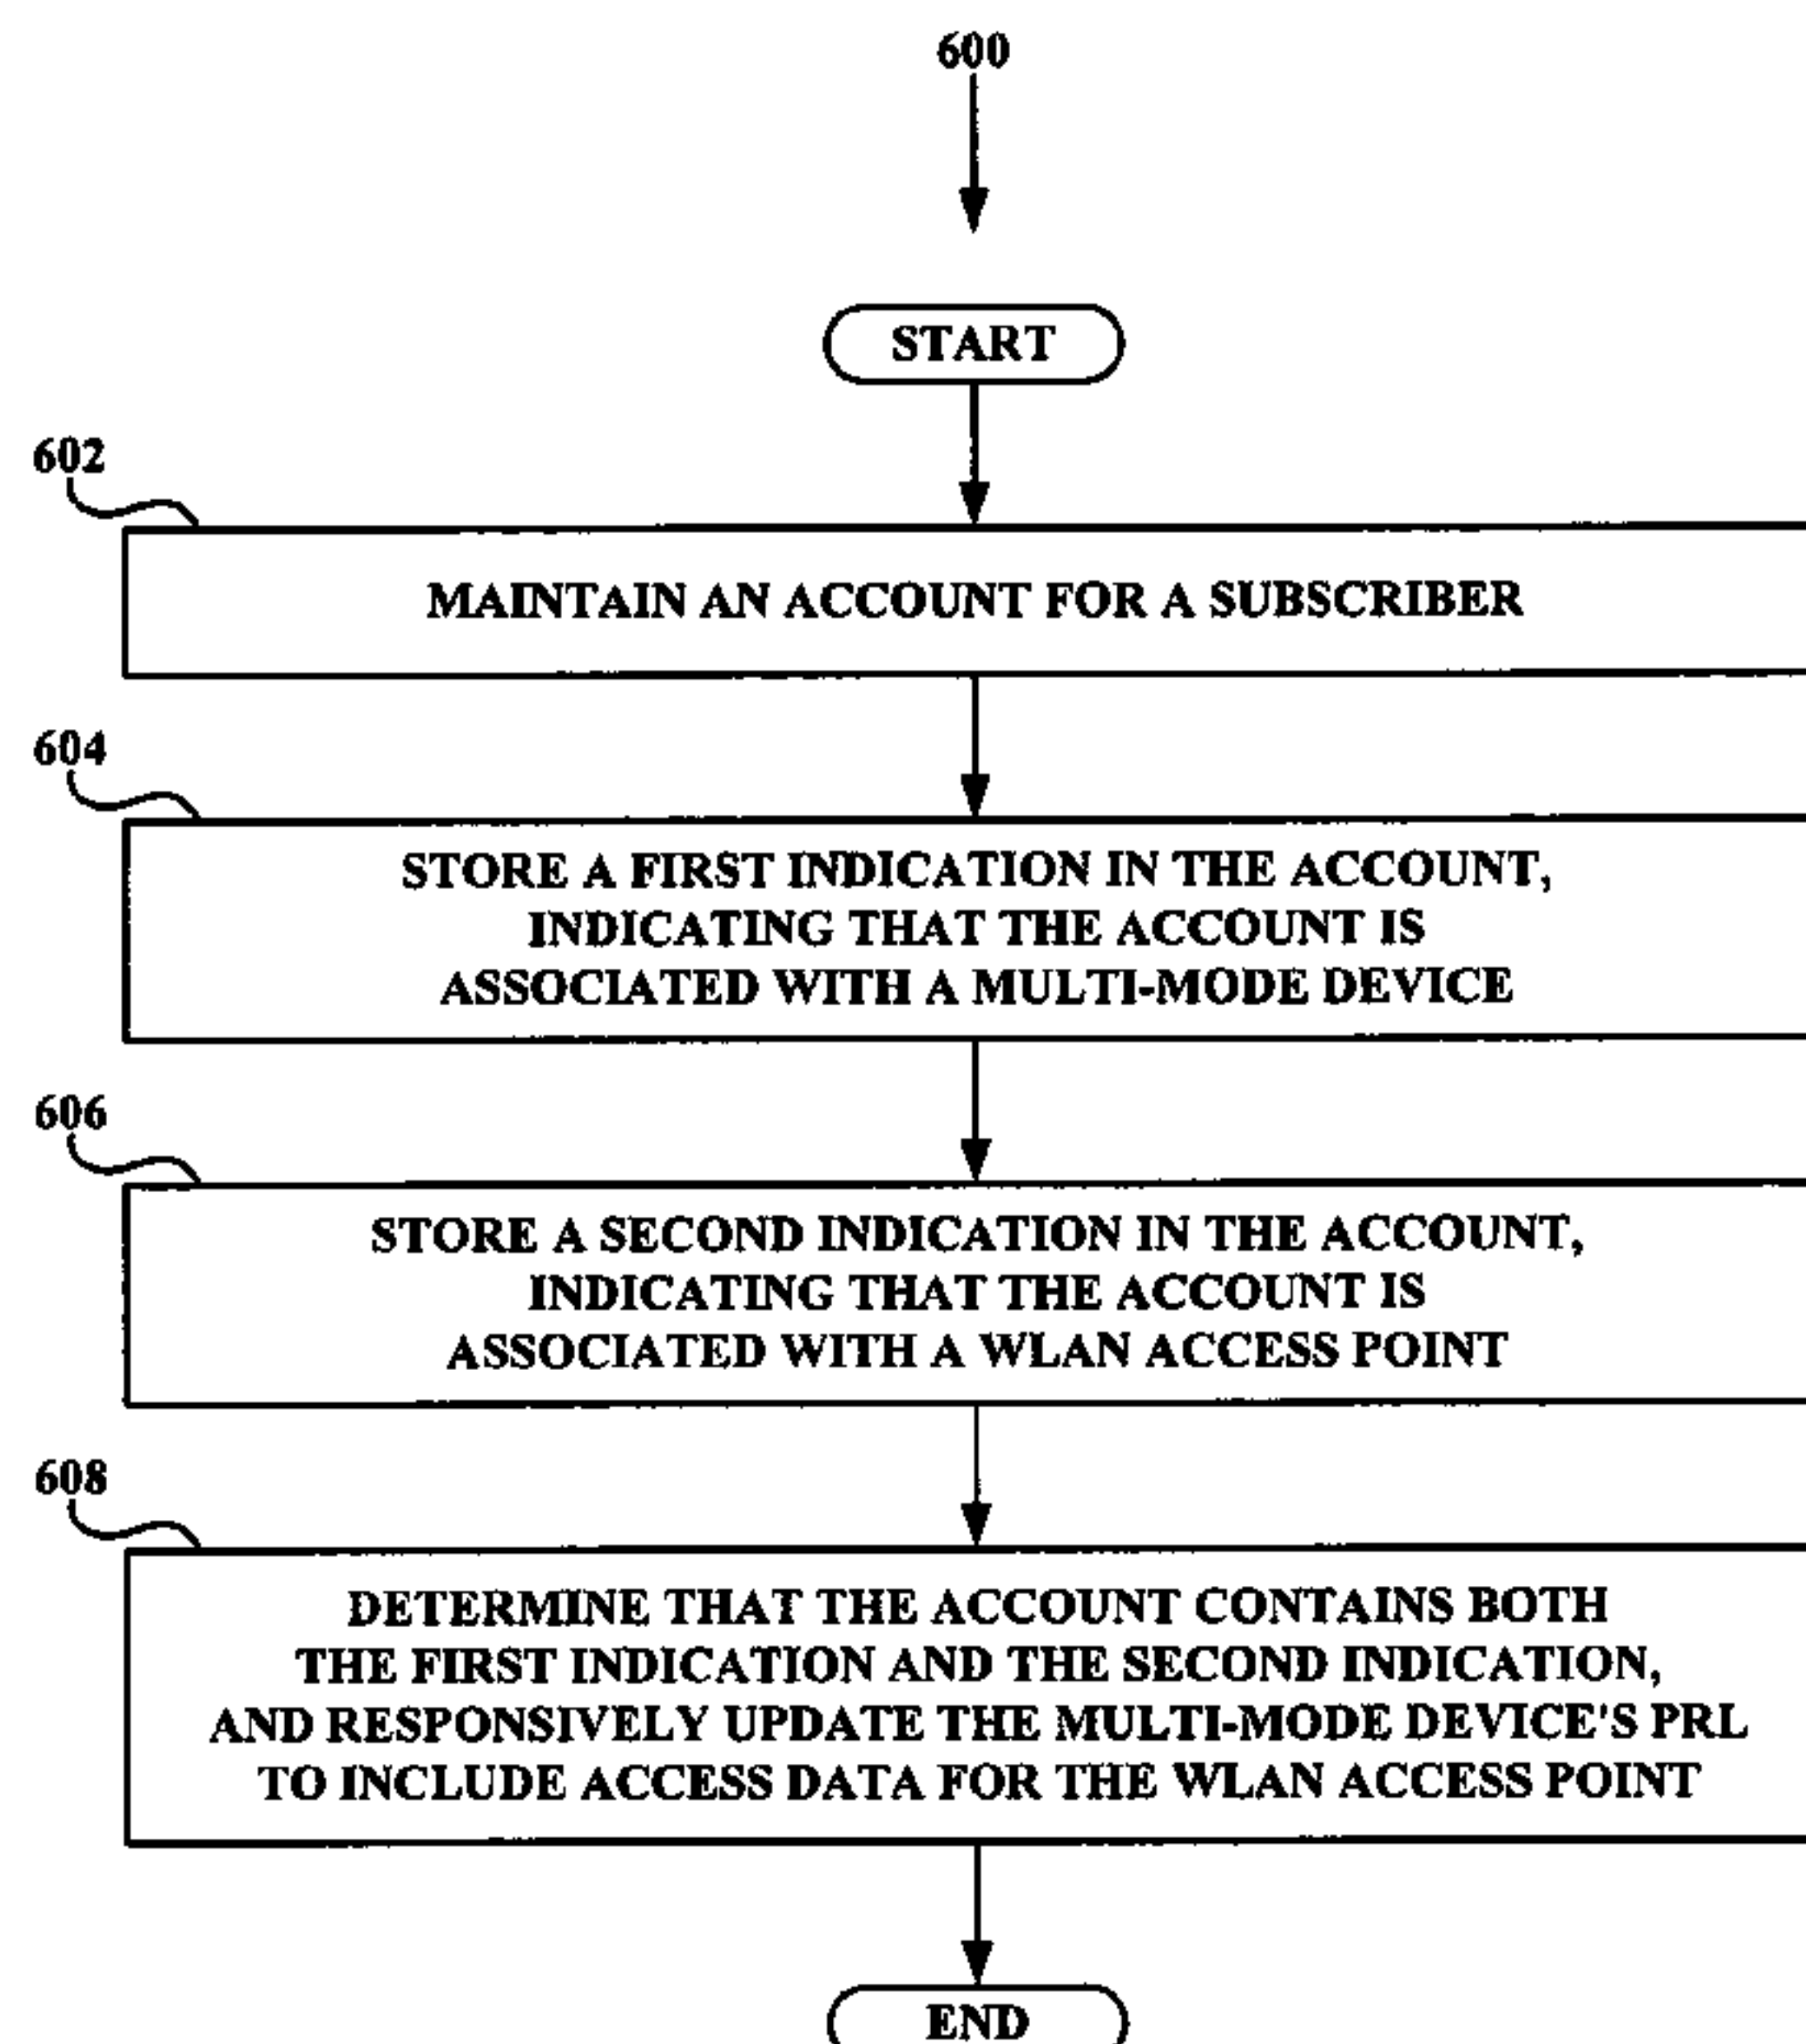 600
START
602
MAINTAIN AN ACCOUNT FOR A SUBSCRIBER
604
STORE A FIRST INDICATION IN THE ACCOUNT,
INDICATING THAT THE ACCOUNT IS
ASSOCIATED WITH A MULTI-MODE DEVICE
606
STORE A SECOND INDICATION IN THE ACCOUNT,
INDICATING THAT THE ACCOUNT IS
ASSOCIATED WITH A WLAN ACCESS POINT
608
DETERMINE THAT THE ACCOUNT CONTAINS BOTH
THE FIRST INDICATION AND THE SECOND INDICATION,
AND RESPONSIVELY UPDATE THE MULTI-MODE DEVICE'S PRL
TO INCLUDE ACCESS DATA FOR THE WLAN ACCESS POINT
END